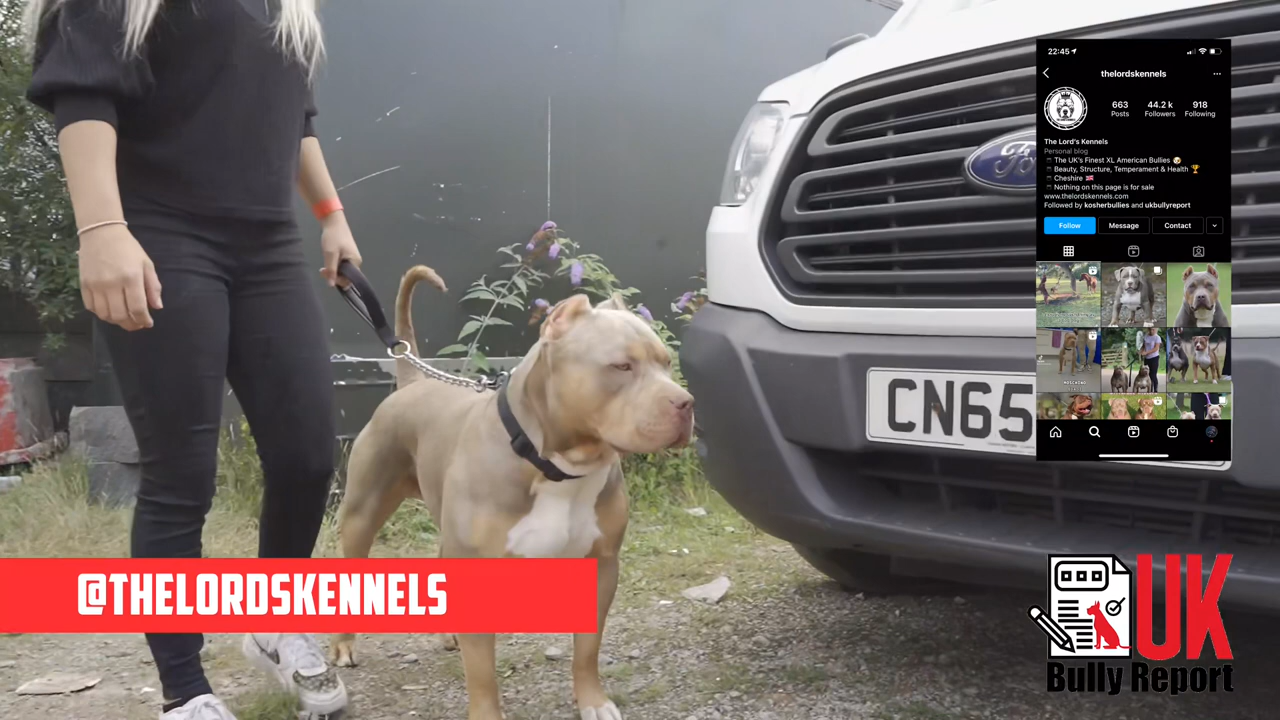 22:45
thelordskennels
663
44.2 k
918
Posts
Followers
Following
The Lord's Kennels
Personal blog
The UK's Finest XL American Bullies
Beauty, Structure, Temperament & Health
Cheshire
Nothing on this page is for sale
www.thelordskennels.com
Followed by kosherbullies and ukbullyreport
Follow
Message
Contact
Ford
CN65
MOSCHINO
@THELORDSKENNELS
UK
Bully Report